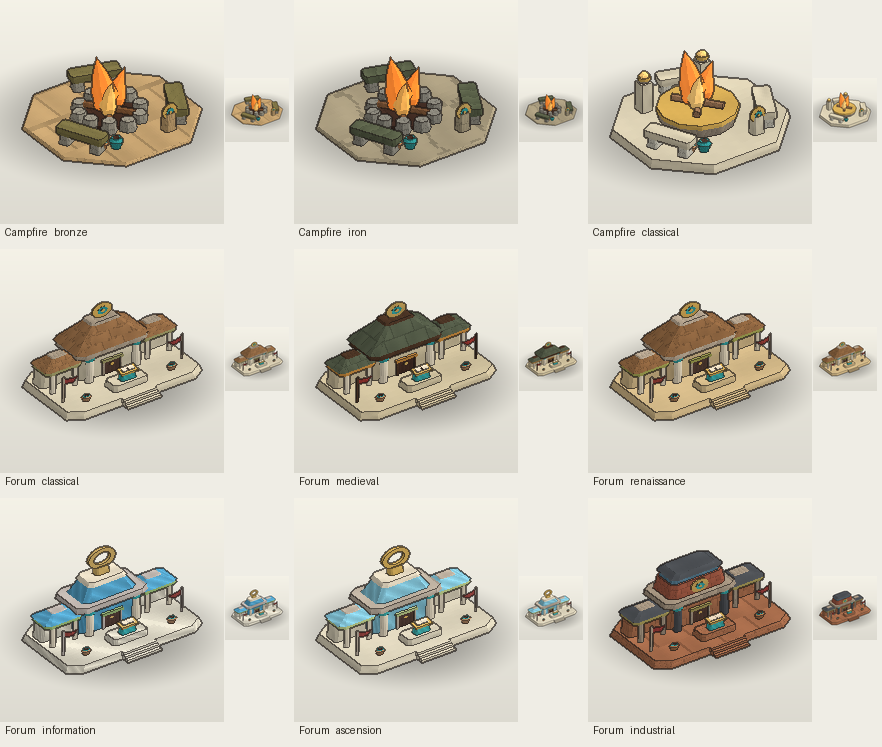 Campfire bronze
Campfire iron
Campfire classical
Forum classical
Forum medieval
Forum renaissance
Forum information
Forum ascension
Forum industrial